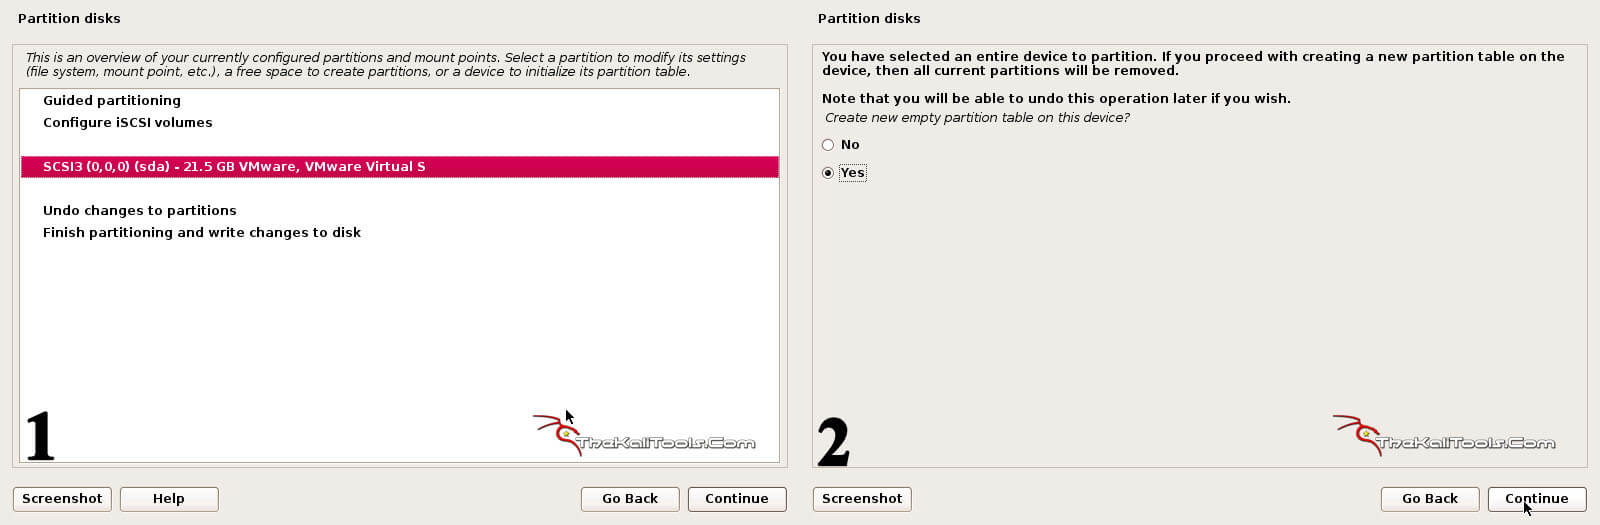 Partition disks
This is an overview of your currently configured partitions and mount points. Select a partition to modify its settings
(file system, mount point, etc.), a free space to create partitions, or a device to initialize its partition table.
Guided partitioning
Configure iSCSI volumes
SCSI3 (0,0,0) (sda) - 21.5 GB VMware, VMware Virtual S
Undo changes to partitions
Finish partitioning and write changes to disk
1
TheKaliTools.Com
Screenshot
Help
Go Back
Continue
Partition disks
You have selected an entire device to partition. If you proceed with creating a new partition table on the
device, then all current partitions will be removed.
Note that you will be able to undo this operation later if you wish.
Create new empty partition table on this device?
No
Yes
2
TheKaliTools.Com
Screenshot
Go Back
Continue